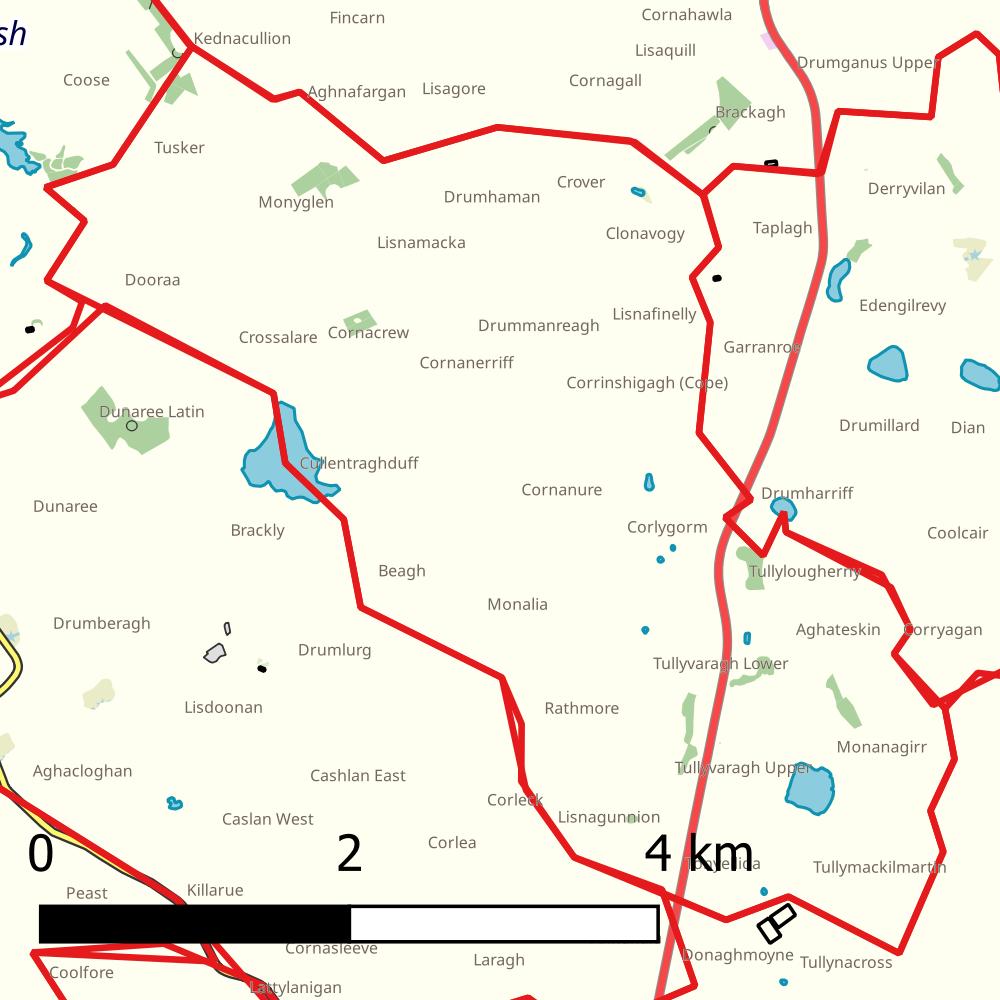 Fincarn
Cornahawla
sh
Kednacullion
Lisaquill
Drumganus Upper
Coose
Aghnafargan
Lisagore
Cornagall
Brackagh
Tusker
Crover
Derryvilan
Monyglen
Drumhaman
Clonavogy
Taplagh
Lisnamacka
Dooraa
Edengilrevy
Lisnafinelly
Crossalare
Cornacrew
Drummanreagh
Garranroe
Cornanerriff
Corrinshigagh (Cope)
Dunaree Latin
Drumillard
Dian
Cullentraghduff
Cornanure
Drumharriff
Dunaree
Brackly
Corlygorm
Coolcair
Beagh
Tullylougherny
Monalia
Drumberagh
Aghateskin
Corryagan
Drumlurg
Tullyvaragh Lower
Lisdoonan
Rathmore
Monanagirr
Aghacloghan
Cashlan East
Tullyvaragh Upper
Corleck
Caslan West
Lisnagunnion
Corlea
0
2
4 km
Tonyellida
Tullymackilmartin
Peast
Killarue
Cornasleeve
Laragh
Donaghmoyne
Tullynacross
Coolfore
Lattylanigan